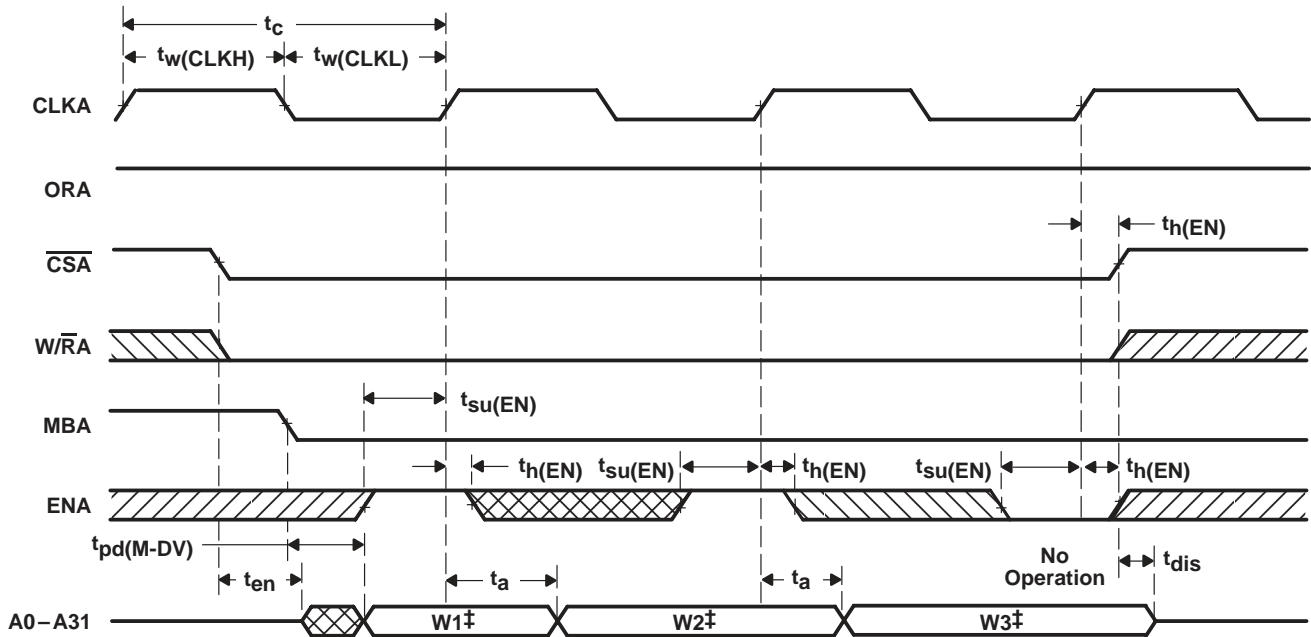 tc
tw(CLKH)
tw(CLKL)
CLKA
ORA
th(EN)
CSA
W/RA
tsu(EN)
MBA
th(EN)
tsu(EN)
th(EN)
tsu(EN)
th(EN)
ENA
tpd(M-DV)
ten
ta
ta
No
Operation
tdis
A0–A31
W1‡
W2‡
W3‡